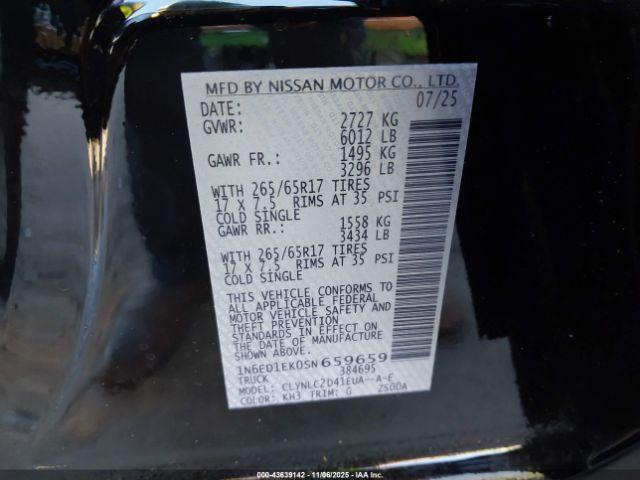 MFD BY NISSAN MOTOR CO., LTD.
DATE: 07/25
GVWR: 2727 KG
6012 LB
GAWR FR.: 1495 KG
3296 LB
WITH 265/65R17 TIRES
17 X 7.5 RIMS AT 35 PSI
COLD SINGLE
GAWR RR.: 1558 KG
3434 LB
WITH 265/65R17 TIRES
17 X 7.5 RIMS AT 35 PSI
COLD SINGLE
THIS VEHICLE CONFORMS TO
ALL APPLICABLE FEDERAL
MOTOR VEHICLE SAFETY AND
THEFT PREVENTION
STANDARDS IN EFFECT ON
THE DATE OF MANUFACTURE
SHOWN ABOVE.
1N6ED1EK0SN659659
TRUCK 384695
MODEL: CLYNLC2D41EUA--A-E
COLOR: KH3 TRIM: G
00-43639142 11/06/2025 IAAI.COM